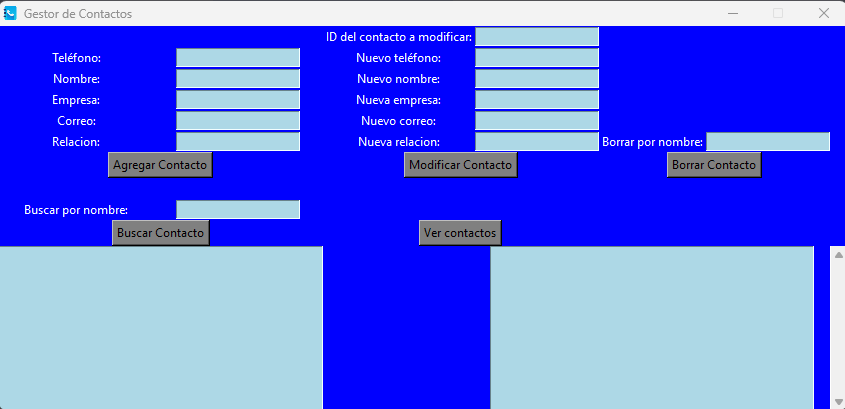 Gestor de Contactos
ID del contacto a modificar:
Teléfono: Nuevo teléfono:
Nombre: Nuevo nombre:
Empresa: Nueva empresa:
Correo: Nuevo correo:
Relacion: Nueva relacion: Borrar por nombre:
Agregar Contacto Modificar Contacto Borrar Contacto
Buscar por nombre:
Buscar Contacto Ver contactos